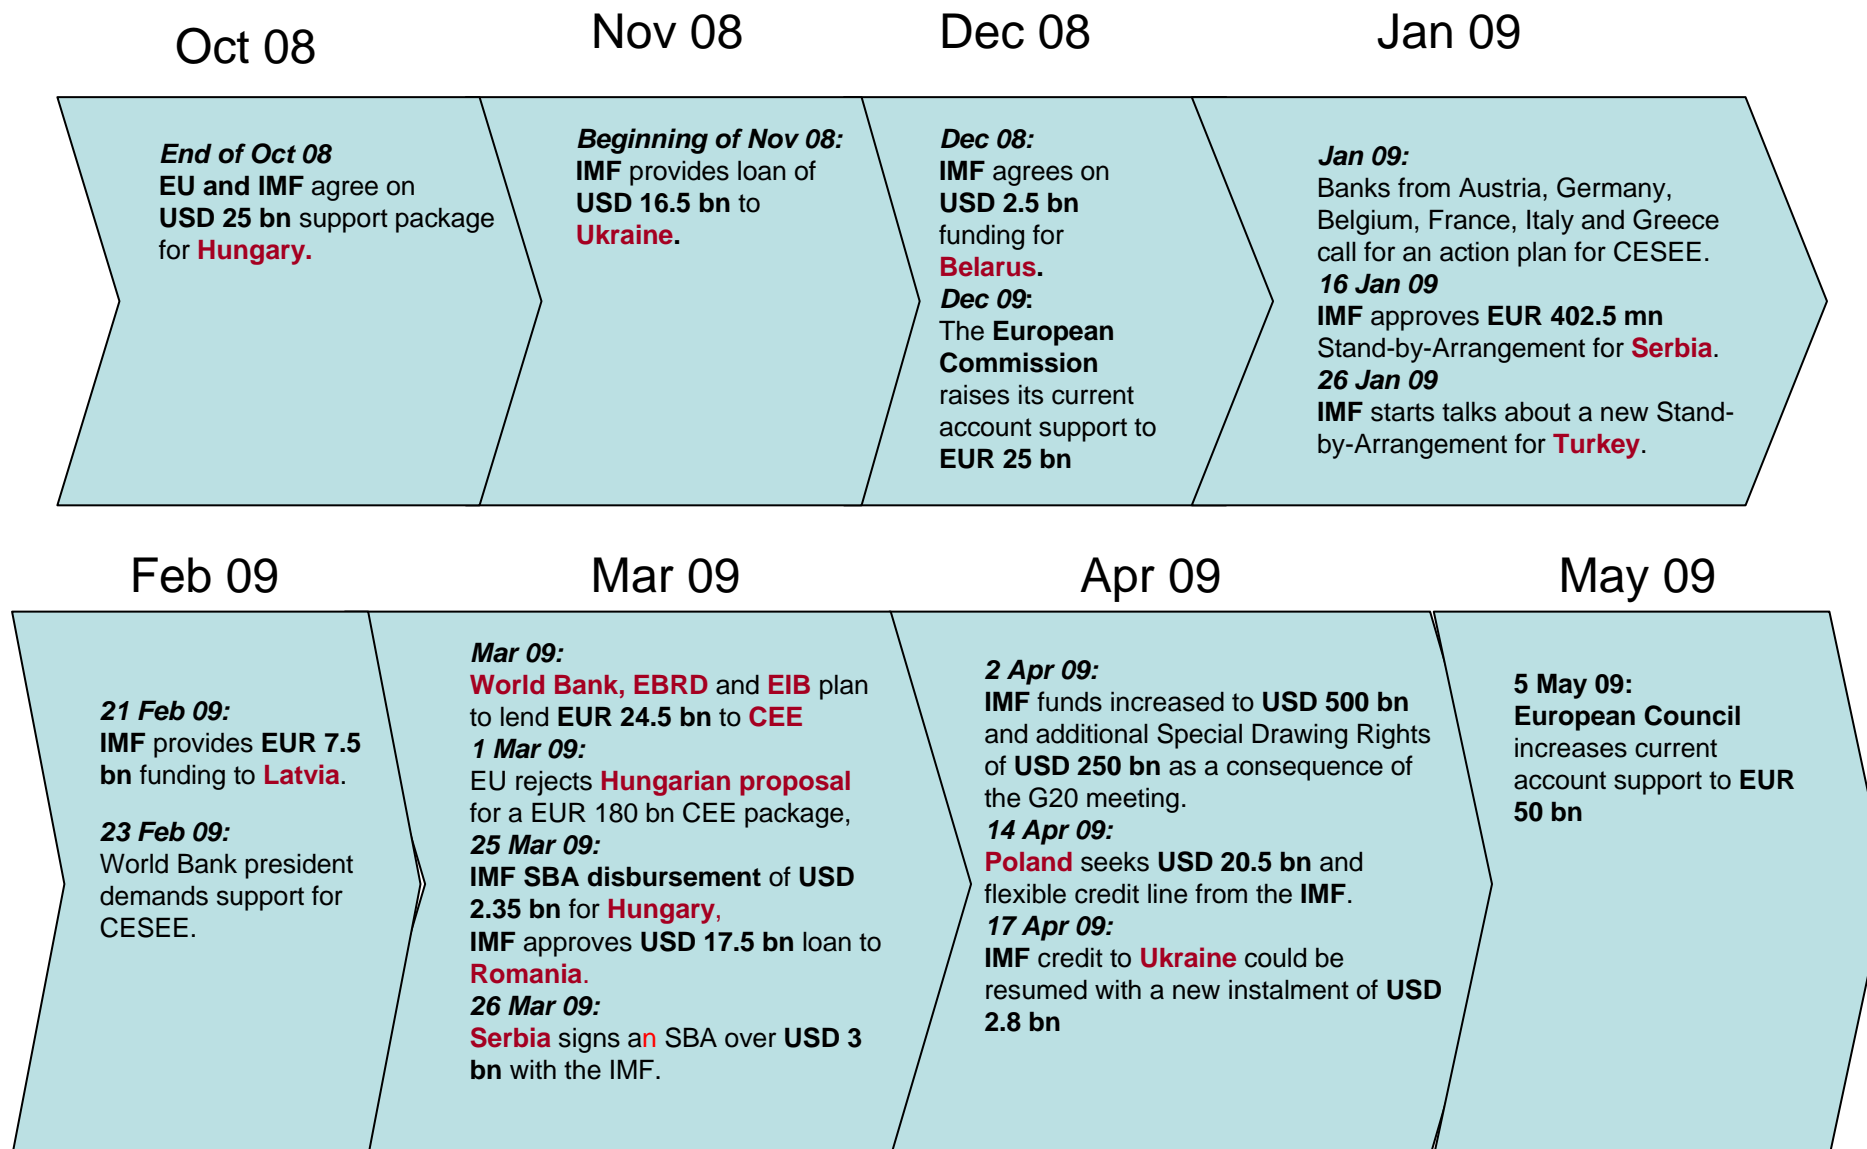 Oct 08
Nov 08
Dec 08
Jan 09
End of Oct 08
EU and IMF agree on
USD 25 bn support package
for Hungary.
Beginning of Nov 08:
IMF provides loan of
USD 16.5 bn to
Ukraine.
Dec 08:
IMF agrees on
USD 2.5 bn
funding for
Belarus.
Dec 09:
The European
Commission
raises its current
account support to
EUR 25 bn
Jan 09:
Banks from Austria, Germany,
Belgium, France, Italy and Greece
call for an action plan for CESEE.
16 Jan 09
IMF approves EUR 402.5 mn
Stand-by-Arrangement for Serbia.
26 Jan 09
IMF starts talks about a new Stand-
by-Arrangement for Turkey.
Feb 09
Mar 09
Apr 09
May 09
21 Feb 09:
IMF provides EUR 7.5
bn funding to Latvia.
23 Feb 09:
World Bank president
demands support for
CESEE.
Mar 09:
World Bank, EBRD and EIB plan
to lend EUR 24.5 bn to CEE
1 Mar 09:
EU rejects Hungarian proposal
for a EUR 180 bn CEE package,
25 Mar 09:
IMF SBA disbursement of USD
2.35 bn for Hungary,
IMF approves USD 17.5 bn loan to
Romania.
26 Mar 09:
Serbia signs an SBA over USD 3
bn with the IMF.
2 Apr 09:
IMF funds increased to USD 500 bn
and additional Special Drawing Rights
of USD 250 bn as a consequence of
the G20 meeting.
14 Apr 09:
Poland seeks USD 20.5 bn and
flexible credit line from the IMF.
17 Apr 09:
IMF credit to Ukraine could be
resumed with a new instalment of USD
2.8 bn
5 May 09:
European Council
increases current
account support to EUR
50 bn